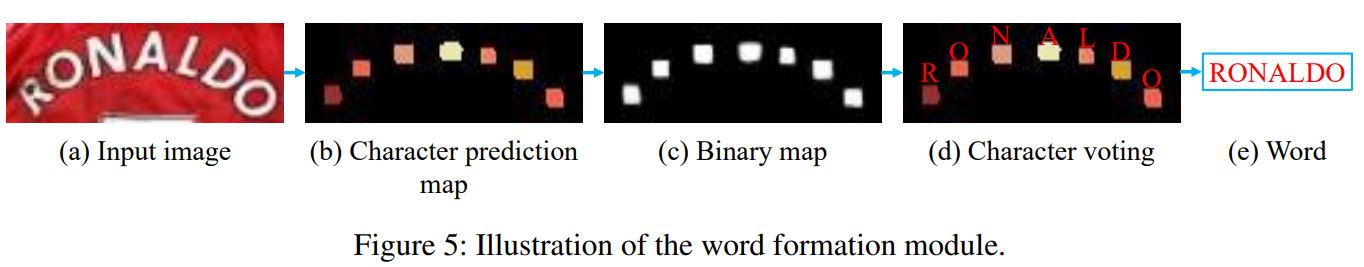 RONALDO
R O N A L D O
RONALDO
(a) Input image
(b) Character prediction map
(c) Binary map
(d) Character voting
(e) Word
Figure 5: Illustration of the word formation module.